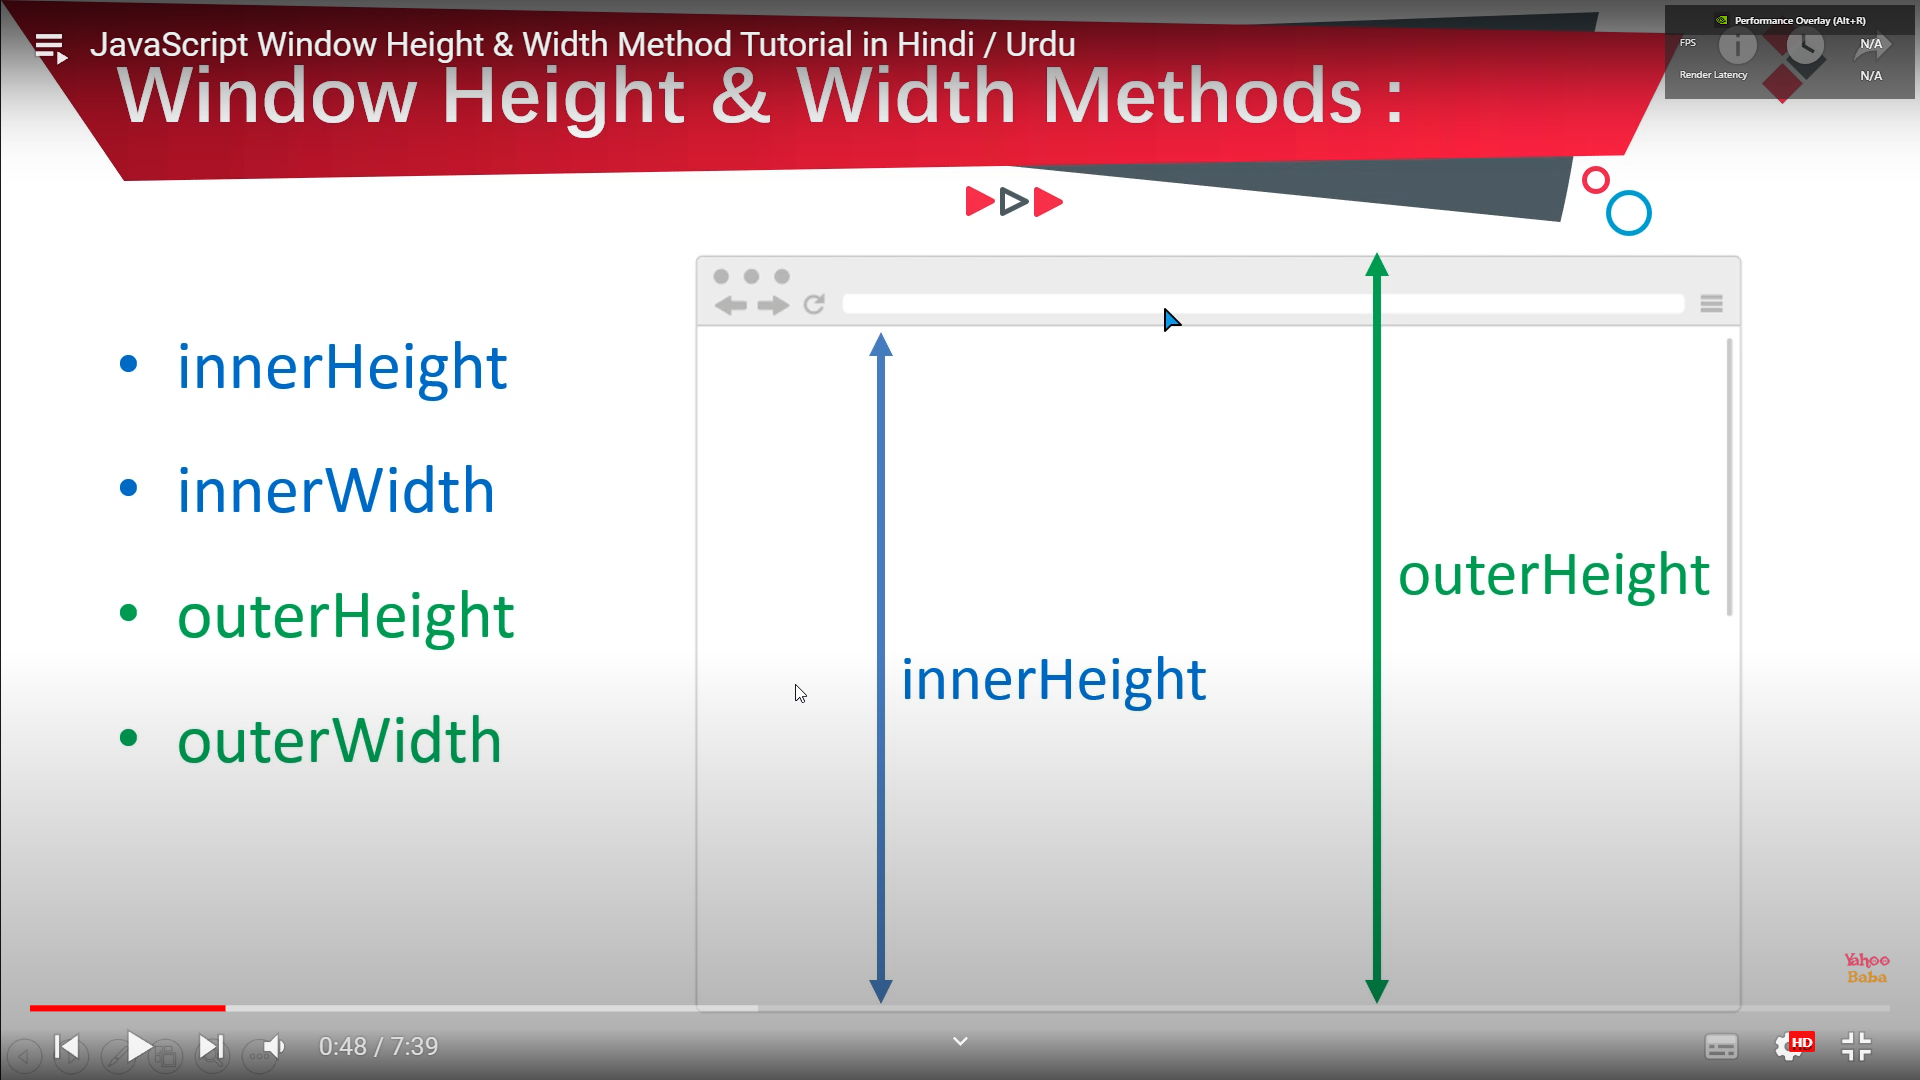 JavaScript Window Height & Width Method Tutorial in Hindi / Urdu
Performance Overlay (Alt+R)
FPS N/A
Render Latency N/A
Window Height & Width Methods :
• innerHeight
• innerWidth
• outerHeight
• outerWidth
outerHeight
innerHeight
Yahoo
Baba
0:48 / 7:39
HD